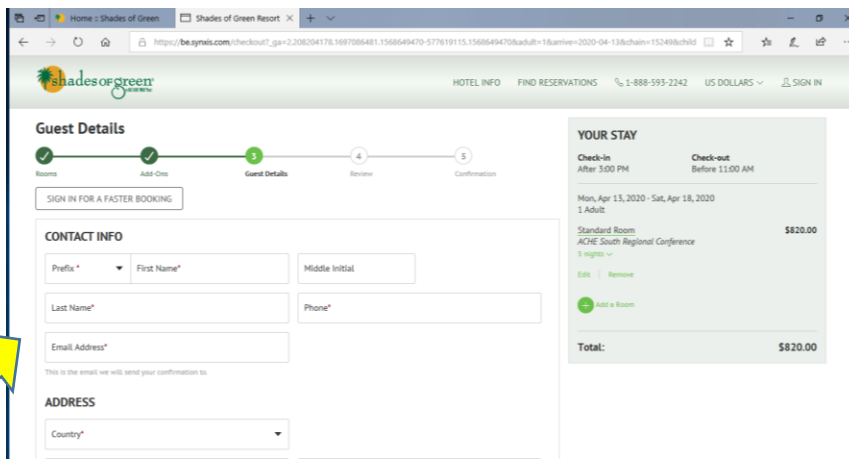 Home :: Shades of Green
Shades of Green Resort
https://be.synxis.com/checkout?_ga=2.208204178.1697086481.1568649470-577619115.1568649470&adult=1&arrive=2020-04-13&chain=15249&child
shades of green
HOTEL INFO FIND RESERVATIONS 1-888-593-2242 US DOLLARS SIGN IN
Guest Details
3 4 5
Rooms Add-Ons Guest Details Review Confirmation
SIGN IN FOR A FASTER BOOKING
CONTACT INFO
Prefix * First Name* Middle Initial
Last Name* Phone*
Email Address*
This is the email we will send your confirmation to.
ADDRESS
Country*
YOUR STAY
Check-in Check-out
After 3:00 PM Before 11:00 AM
Mon, Apr 13, 2020 - Sat, Apr 18, 2020
1 Adult
Standard Room $820.00
ACHE South Regional Conference
5 nights
Edit | Remove
Add a Room
Total: $820.00